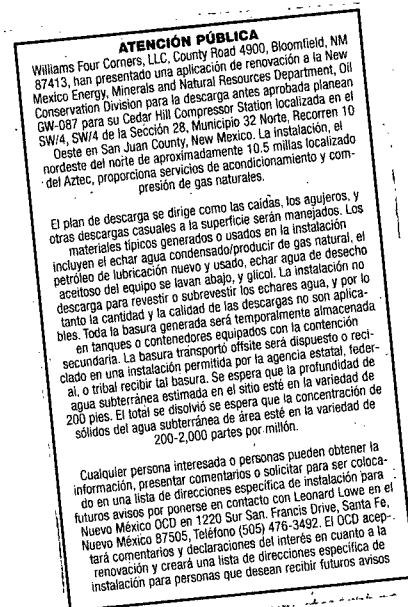 ATENCIÓN PÚBLICA
Williams Four Corners, LLC, County Road 4900, Bloomfield, NM
87413, han presentado una aplicación de renovación a la New
Mexico Energy, Minerals and Natural Resources Department, Oil
Conservation Division para la descarga antes aprobada planean
GW-087 para su Cedar Hill Compressor Station localizada en el
SW/4, SW/4 de la Sección 28, Municipio 32 Norte, Recorren 10
Oeste en San Juan County, New Mexico. La instalación, el
nordeste del norte de aproximadamente 10.5 millas localizado
del Aztec, proporciona servicios de acondicionamiento y com-
presión de gas naturales.
El plan de descarga se dirige como las caídas, los agujeros, y
otras descargas casuales a la superficie serán manejados. Los
materiales típicos generados o usados en la instalación
incluyen el echar agua condensado/producir de gas natural, el
petróleo de lubricación nuevo y usado, echar agua de desecho
aceitoso del equipo se lavan abajo, y glicol. La instalación no
descarga para revestir o subrevestir los echares agua, y por lo
tanto la cantidad y la calidad de las descargas no son aplica-
bles. Toda la basura generada será temporalmente almacenada
en tanques o contenedores equipados con la contención
secundaria. La basura transportó offsite será dispuesto o reci-
clado en una instalación permitida por la agencia estatal, feder-
al, o tribal recibir tal basura. Se espera que la profundidad de
agua subterránea estimada en el sitio esté en la variedad de
200 pies. El total se disolvió se espera que la concentración de
sólidos del agua subterránea de área esté en la variedad de
200-2,000 partes por millón.
Cualquier persona interesada o personas pueden obtener la
información, presentar comentarios o solicitar para ser coloca-
do en una lista de direcciones específica de instalación para
futuros avisos por ponerse en contacto con Leonard Lowe en el
Nuevo México OCD en 1220 Sur San. Francis Drive, Santa Fe,
Nuevo México 87505, Teléfono (505) 476-3492. El OCD acep-
tará comentarios y declaraciones del interés en cuanto a la
renovación y creará una lista de direcciones específica de
instalación para personas que desean recibir futuros avisos